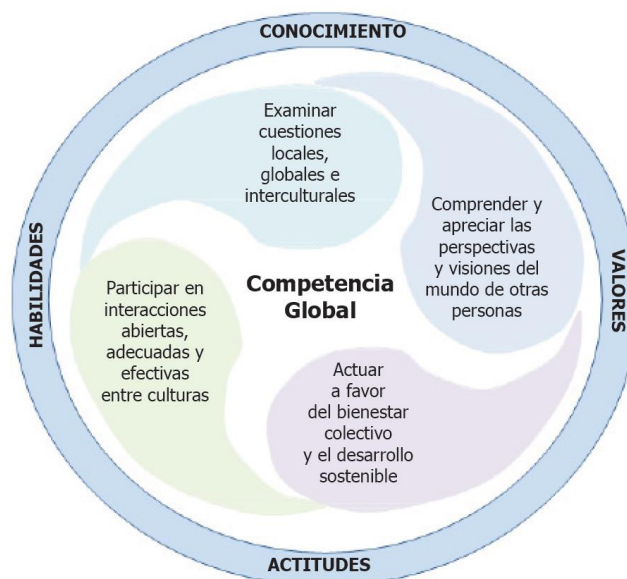 CONOCIMIENTO
Examinar
cuestiones
locales,
globales e
interculturales
Comprender y
apreciar las
perspectivas
y visiones del
mundo de otras
personas
HABILIDADES
VALORES
Competencia
Global
Participar en
interacciones
abiertas,
adecuadas y
efectivas
entre culturas
Actuar
a favor
del bienestar
colectivo
y el desarrollo
sostenible
ACTITUDES